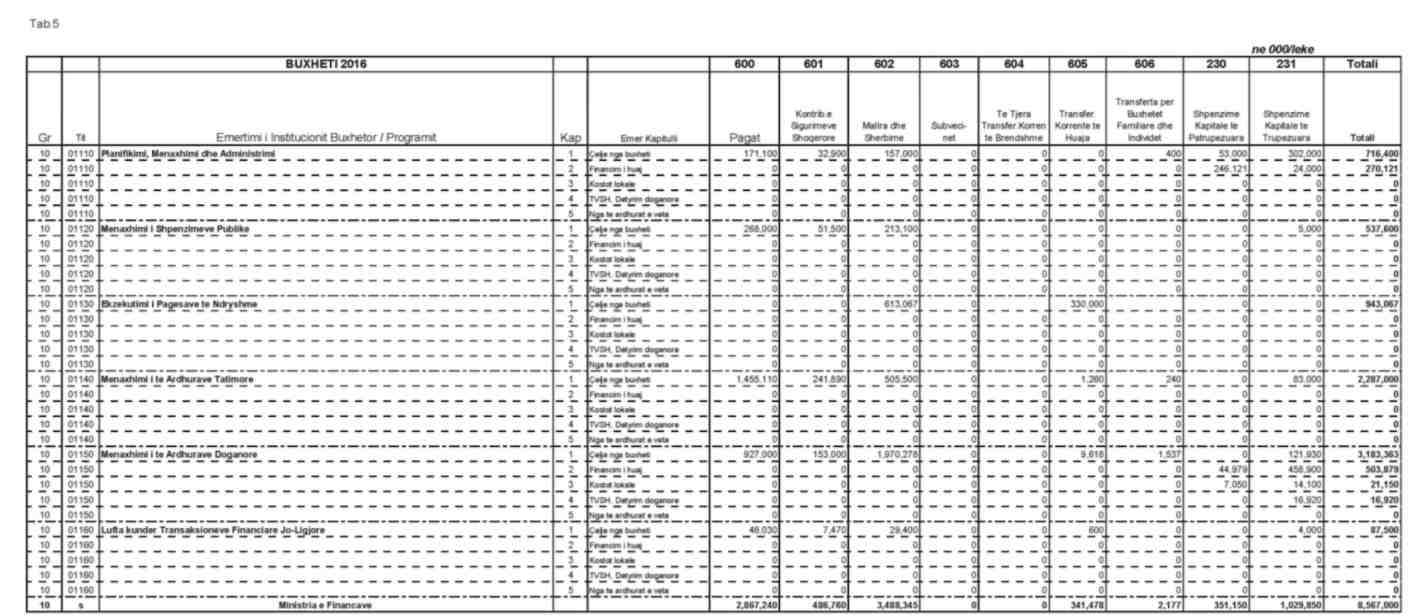 Tab.5
ne 000/leke
BUXHETI 2016 600 601 602 603 604 605 606 230 231 Totali
Gr Tit Emertimi i Institucionit Buxhetor / Programit Kap Emer Kapitulli Pagat Kontrib.e Sigurimeve Shoqerore Mallra dhe Sherbime Subvencionet Te Tjera Transfer.Korren te Brendshme Transfer. Korrente te Huaja Transferta per Buxhetet Familiare dhe Individet Shpenzime Kapitale te Patrupezuara Shpenzime Kapitale te Trupezuara Totali
10 01110 Planifikimi, Menaxhimi dhe Administrimi 1 Çelje nga buxheti 171,100 32,900 157,000 0 0 0 400 53,000 302,000 716,400
10 01110 2 Financim i huaj 0 0 0 0 0 0 0 246,121 24,000 270,121
10 01110 3 Kostot lokale 0 0 0 0 0 0 0 0 0 0
10 01110 4 TVSH, Detyrim doganore 0 0 0 0 0 0 0 0 0 0
10 01110 5 Nga te ardhurat e veta 0 0 0 0 0 0 0 0 0 0
10 01120 Menaxhimi i Shpenzimeve Publike 1 Çelje nga buxheti 268,000 51,500 213,100 0 0 0 0 0 5,000 537,600
10 01120 2 Financim i huaj 0 0 0 0 0 0 0 0 0 0
10 01120 3 Kostot lokale 0 0 0 0 0 0 0 0 0 0
10 01120 4 TVSH, Detyrim doganore 0 0 0 0 0 0 0 0 0 0
10 01120 5 Nga te ardhurat e veta 0 0 0 0 0 0 0 0 0 0
10 01130 Ekzekutimi i Pagesave te Ndryshme 1 Çelje nga buxheti 0 0 613,067 0 0 330,000 0 0 0 943,067
10 01130 2 Financim i huaj 0 0 0 0 0 0 0 0 0 0
10 01130 3 Kostot lokale 0 0 0 0 0 0 0 0 0 0
10 01130 4 TVSH, Detyrim doganore 0 0 0 0 0 0 0 0 0 0
10 01130 5 Nga te ardhurat e veta 0 0 0 0 0 0 0 0 0 0
10 01140 Menaxhimi i te Ardhurave Tatimore 1 Çelje nga buxheti 1,455,110 241,890 505,500 0 0 1,260 240 0 83,000 2,287,000
10 01140 2 Financim i huaj 0 0 0 0 0 0 0 0 0 0
10 01140 3 Kostot lokale 0 0 0 0 0 0 0 0 0 0
10 01140 4 TVSH, Detyrim doganore 0 0 0 0 0 0 0 0 0 0
10 01140 5 Nga te ardhurat e veta 0 0 0 0 0 0 0 0 0 0
10 01150 Menaxhimi i te Ardhurave Doganore 1 Çelje nga buxheti 927,000 153,000 1,970,278 0 0 9,618 1,537 0 121,930 3,183,363
10 01150 2 Financim i huaj 0 0 0 0 0 0 0 44,979 458,900 503,879
10 01150 3 Kostot lokale 0 0 0 0 0 0 0 7,050 14,100 21,150
10 01150 4 TVSH, Detyrim doganore 0 0 0 0 0 0 0 0 16,920 16,920
10 01150 5 Nga te ardhurat e veta 0 0 0 0 0 0 0 0 0 0
10 01160 Lufta kunder Transaksioneve Financiare Jo-Ligjore 1 Çelje nga buxheti 46,030 7,470 29,400 0 0 600 0 0 4,000 87,500
10 01160 2 Financim i huaj 0 0 0 0 0 0 0 0 0 0
10 01160 3 Kostot lokale 0 0 0 0 0 0 0 0 0 0
10 01160 4 TVSH, Detyrim doganore 0 0 0 0 0 0 0 0 0 0
10 01160 5 Nga te ardhurat e veta 0 0 0 0 0 0 0 0 0 0
10 s Ministria e Financave 2,867,240 486,760 3,488,345 0 0 341,478 2,177 351,150 1,029,850 8,567,000